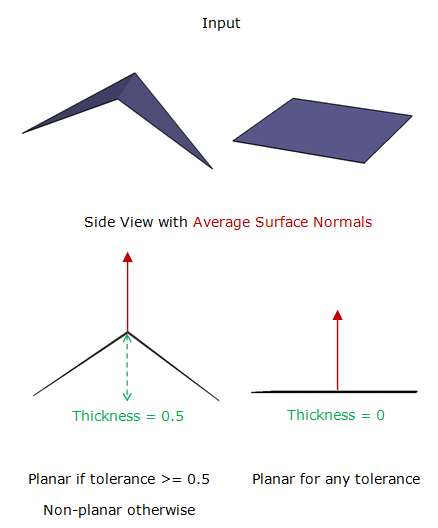 Input
Side View with Average Surface Normals
Thickness = 0.5
Thickness = 0
Planar if tolerance >= 0.5
Planar for any tolerance
Non-planar otherwise